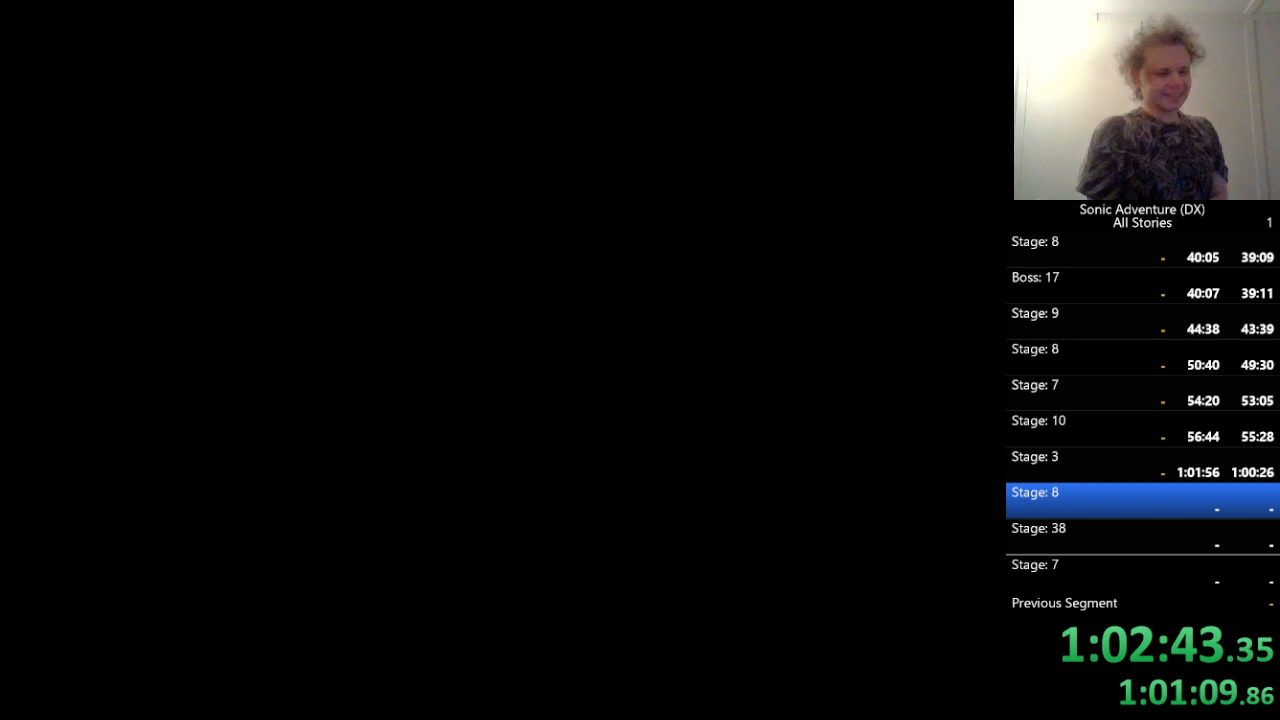 Sonic Adventure (DX)
All Stories 1
Stage: 8
- 40:05 39:09
Boss: 17
- 40:07 39:11
Stage: 9
- 44:38 43:39
Stage: 8
- 50:40 49:30
Stage: 7
- 54:20 53:05
Stage: 10
- 56:44 55:28
Stage: 3
- 1:01:56 1:00:26
Stage: 8
- -
Stage: 38
- -
Stage: 7
- -
Previous Segment -
1:02:43.35
1:01:09.86